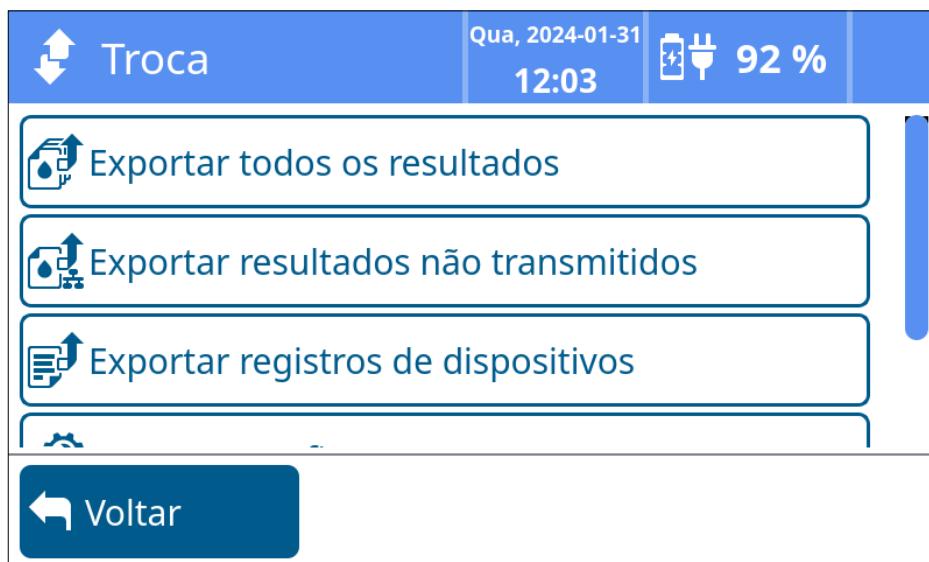 Troca
Qua, 2024-01-31
12:03
92 %
Exportar todos os resultados
Exportar resultados não transmitidos
Exportar registros de dispositivos
Voltar